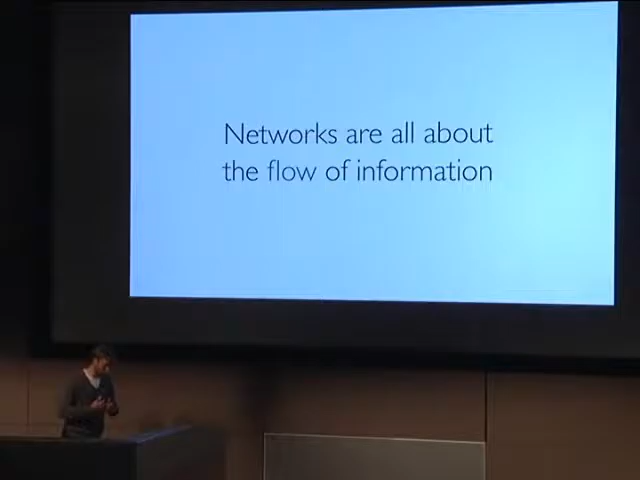 Networks are all about
the flow of information